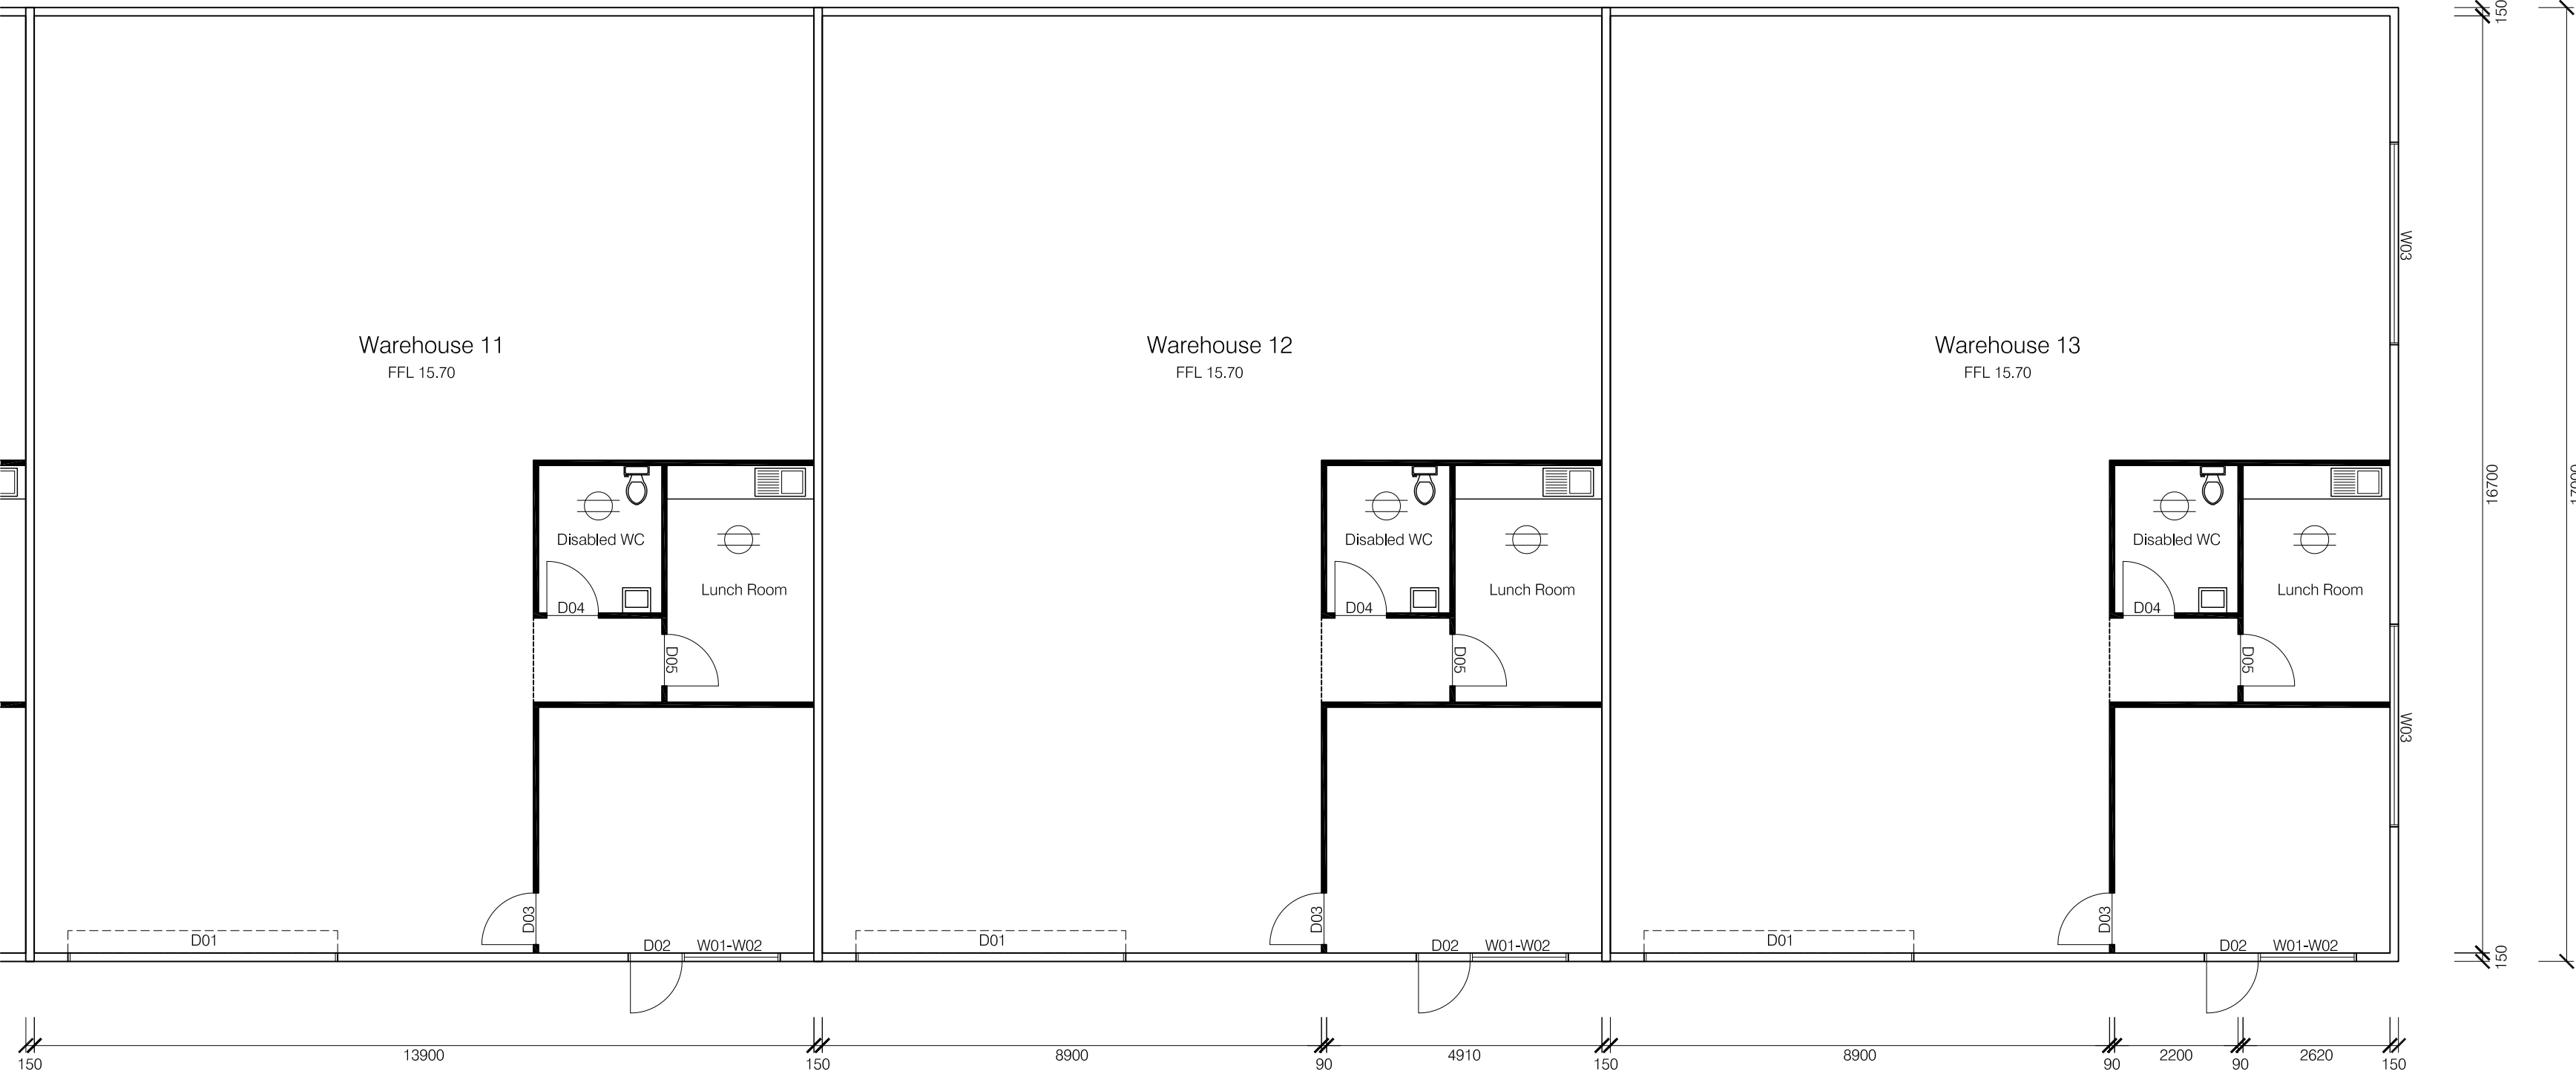 150
W03
Warehouse 11
FFL 15.70
Warehouse 12
FFL 15.70
Warehouse 13
FFL 15.70
16700
Disabled WC
Lunch Room
D04
D05
Disabled WC
Lunch Room
D04
D05
Disabled WC
Lunch Room
D04
D05
W03
D03
D01
D02
W01-W02
D03
D01
D02
W01-W02
D03
D01
D02
W01-W02
150
150
13900
150
8900
90
4910
150
8900
90
2200
90
2620
150